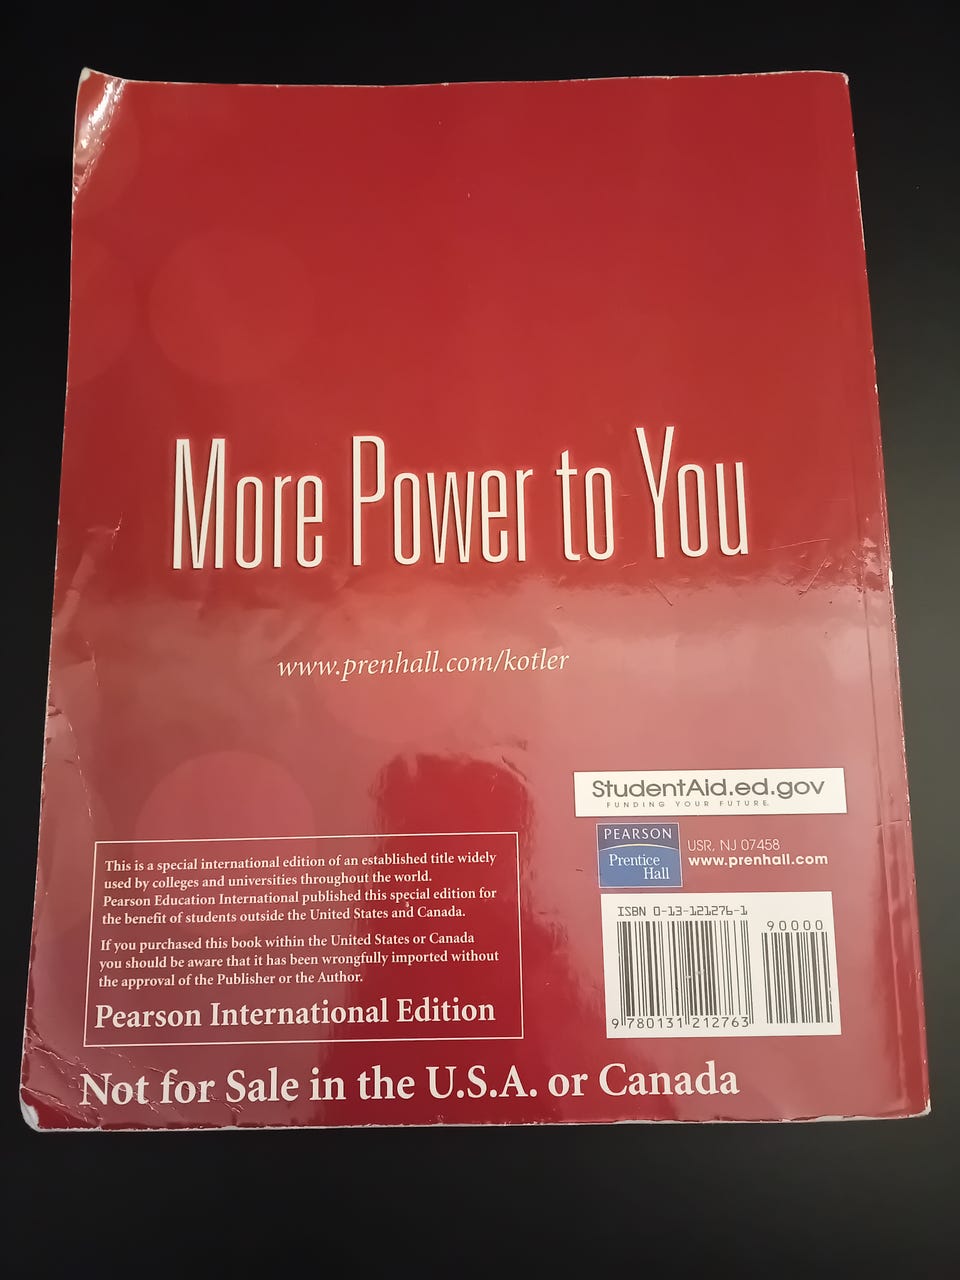 More Power to You
www.prenhall.com/kotler
StudentAid.ed.gov
FUNDING YOUR FUTURE.
PEARSON
Prentice
Hall
USR, NJ 07458
www.prenhall.com
This is a special international edition of an established title widely
used by colleges and universities throughout the world.
Pearson Education International published this special edition for
the benefit of students outside the United States and Canada.
If you purchased this book within the United States or Canada
you should be aware that it has been wrongfully imported without
the approval of the Publisher or the Author.
Pearson International Edition
ISBN 0-13-121276-1
90000
9 780131 212763
Not for Sale in the U.S.A. or Canada